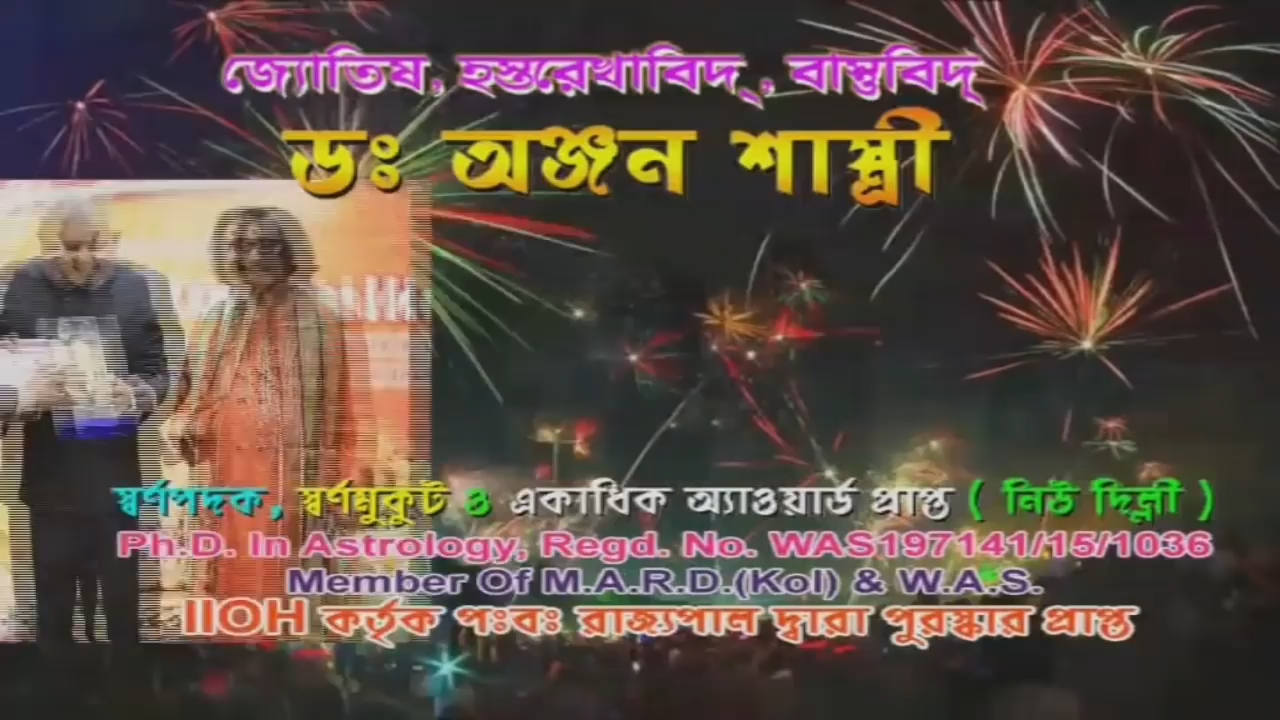 জ্যোতিষ, হস্তরেখাবিদ্, বাস্তুবিদ্
ডঃ অঞ্জন শাস্ত্রী
স্বর্ণপদক, স্বর্ণমুকুট ও একাধিক অ্যাওয়ার্ড প্রাপ্ত ( নিউ দিল্লী )
Ph.D. In Astrology, Regd. No. WAS197141/15/1036
Member Of M.A.R.D.(Kol) & W.A.S.
IIOH কর্তৃক পঃবঃ রাজ্যপাল দ্বারা পুরস্কার প্রাপ্ত